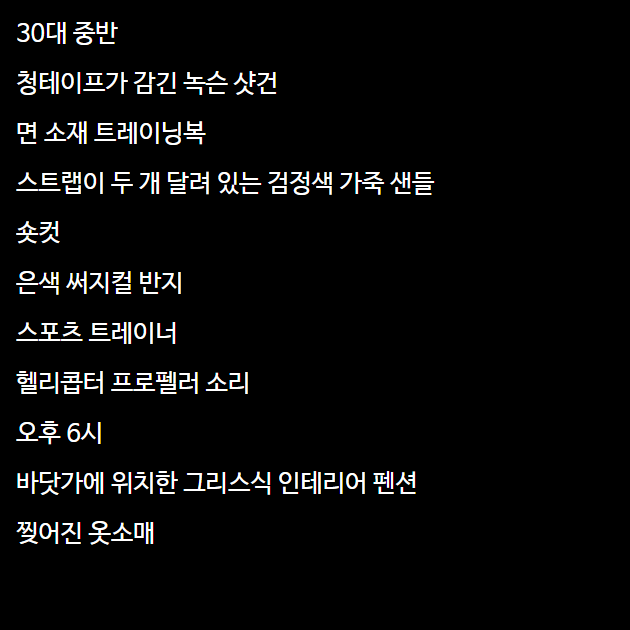 30대 중반
청테이프가 감긴 녹슨 샷건
면 소재 트레이닝복
스트랩이 두 개 달려 있는 검정색 가죽 샌들
숏컷
은색 써지컬 반지
스포츠 트레이너
헬리콥터 프로펠러 소리
오후 6시
바닷가에 위치한 그리스식 인테리어 펜션
찢어진 옷소매